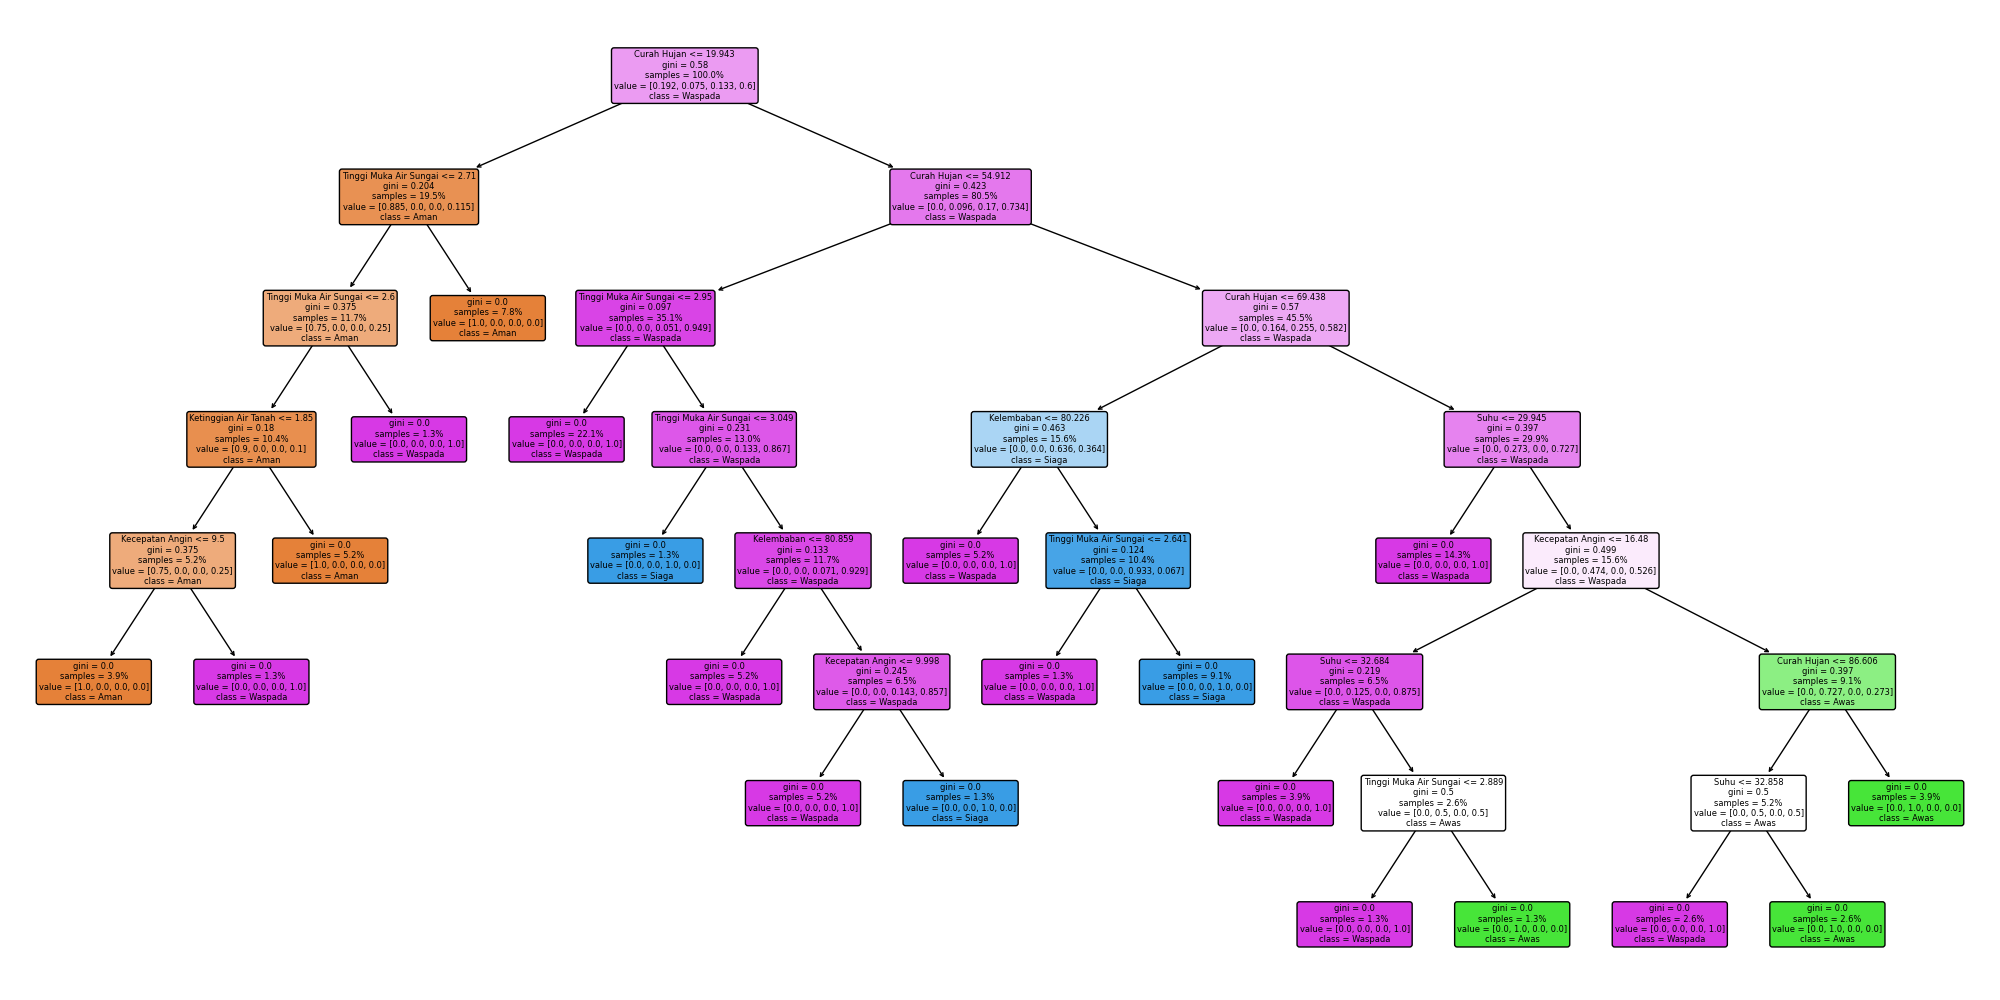 Curah Hujan <= 19.943
gini = 0.58
samples = 100.0%
value = [0.192, 0.075, 0.133, 0.6]
class = Waspada
Tinggi Muka Air Sungai <= 2.71
gini = 0.204
samples = 19.5%
value = [0.885, 0.0, 0.0, 0.115]
class = Aman
Curah Hujan <= 54.912
gini = 0.423
samples = 80.5%
value = [0.0, 0.096, 0.17, 0.734]
class = Waspada
Tinggi Muka Air Sungai <= 2.6
gini = 0.375
samples = 11.7%
value = [0.75, 0.0, 0.0, 0.25]
class = Aman
gini = 0.0
samples = 7.8%
value = [1.0, 0.0, 0.0, 0.0]
class = Aman
Tinggi Muka Air Sungai <= 2.95
gini = 0.097
samples = 35.1%
value = [0.0, 0.0, 0.051, 0.949]
class = Waspada
Curah Hujan <= 69.438
gini = 0.57
samples = 45.5%
value = [0.0, 0.164, 0.255, 0.582]
class = Waspada
Ketinggian Air Tanah <= 1.85
gini = 0.18
samples = 10.4%
value = [0.9, 0.0, 0.0, 0.1]
class = Aman
gini = 0.0
samples = 1.3%
value = [0.0, 0.0, 0.0, 1.0]
class = Waspada
gini = 0.0
samples = 22.1%
value = [0.0, 0.0, 0.0, 1.0]
class = Waspada
Tinggi Muka Air Sungai <= 3.049
gini = 0.231
samples = 13.0%
value = [0.0, 0.0, 0.133, 0.867]
class = Waspada
Kelembaban <= 80.226
gini = 0.463
samples = 15.6%
value = [0.0, 0.0, 0.636, 0.364]
class = Siaga
Suhu <= 29.945
gini = 0.397
samples = 29.9%
value = [0.0, 0.273, 0.0, 0.727]
class = Waspada
Kecepatan Angin <= 9.5
gini = 0.375
samples = 5.2%
value = [0.75, 0.0, 0.0, 0.25]
class = Aman
gini = 0.0
samples = 5.2%
value = [1.0, 0.0, 0.0, 0.0]
class = Aman
gini = 0.0
samples = 1.3%
value = [0.0, 0.0, 1.0, 0.0]
class = Siaga
Kelembaban <= 80.859
gini = 0.133
samples = 11.7%
value = [0.0, 0.0, 0.071, 0.929]
class = Waspada
gini = 0.0
samples = 5.2%
value = [0.0, 0.0, 0.0, 1.0]
class = Waspada
Tinggi Muka Air Sungai <= 2.641
gini = 0.124
samples = 10.4%
value = [0.0, 0.0, 0.933, 0.067]
class = Siaga
gini = 0.0
samples = 14.3%
value = [0.0, 0.0, 0.0, 1.0]
class = Waspada
Kecepatan Angin <= 16.48
gini = 0.499
samples = 15.6%
value = [0.0, 0.474, 0.0, 0.526]
class = Waspada
gini = 0.0
samples = 3.9%
value = [1.0, 0.0, 0.0, 0.0]
class = Aman
gini = 0.0
samples = 1.3%
value = [0.0, 0.0, 0.0, 1.0]
class = Waspada
gini = 0.0
samples = 5.2%
value = [0.0, 0.0, 0.0, 1.0]
class = Waspada
Kecepatan Angin <= 9.998
gini = 0.245
samples = 6.5%
value = [0.0, 0.0, 0.143, 0.857]
class = Waspada
gini = 0.0
samples = 1.3%
value = [0.0, 0.0, 0.0, 1.0]
class = Waspada
gini = 0.0
samples = 9.1%
value = [0.0, 0.0, 1.0, 0.0]
class = Siaga
Suhu <= 32.684
gini = 0.219
samples = 6.5%
value = [0.0, 0.125, 0.0, 0.875]
class = Waspada
Curah Hujan <= 86.606
gini = 0.397
samples = 9.1%
value = [0.0, 0.727, 0.0, 0.273]
class = Awas
gini = 0.0
samples = 5.2%
value = [0.0, 0.0, 0.0, 1.0]
class = Waspada
gini = 0.0
samples = 1.3%
value = [0.0, 0.0, 1.0, 0.0]
class = Siaga
gini = 0.0
samples = 3.9%
value = [0.0, 0.0, 0.0, 1.0]
class = Waspada
Tinggi Muka Air Sungai <= 2.889
gini = 0.5
samples = 2.6%
value = [0.0, 0.5, 0.0, 0.5]
class = Awas
Suhu <= 32.858
gini = 0.5
samples = 5.2%
value = [0.0, 0.5, 0.0, 0.5]
class = Awas
gini = 0.0
samples = 3.9%
value = [0.0, 1.0, 0.0, 0.0]
class = Awas
gini = 0.0
samples = 1.3%
value = [0.0, 0.0, 0.0, 1.0]
class = Waspada
gini = 0.0
samples = 1.3%
value = [0.0, 1.0, 0.0, 0.0]
class = Awas
gini = 0.0
samples = 2.6%
value = [0.0, 0.0, 0.0, 1.0]
class = Waspada
gini = 0.0
samples = 2.6%
value = [0.0, 1.0, 0.0, 0.0]
class = Awas